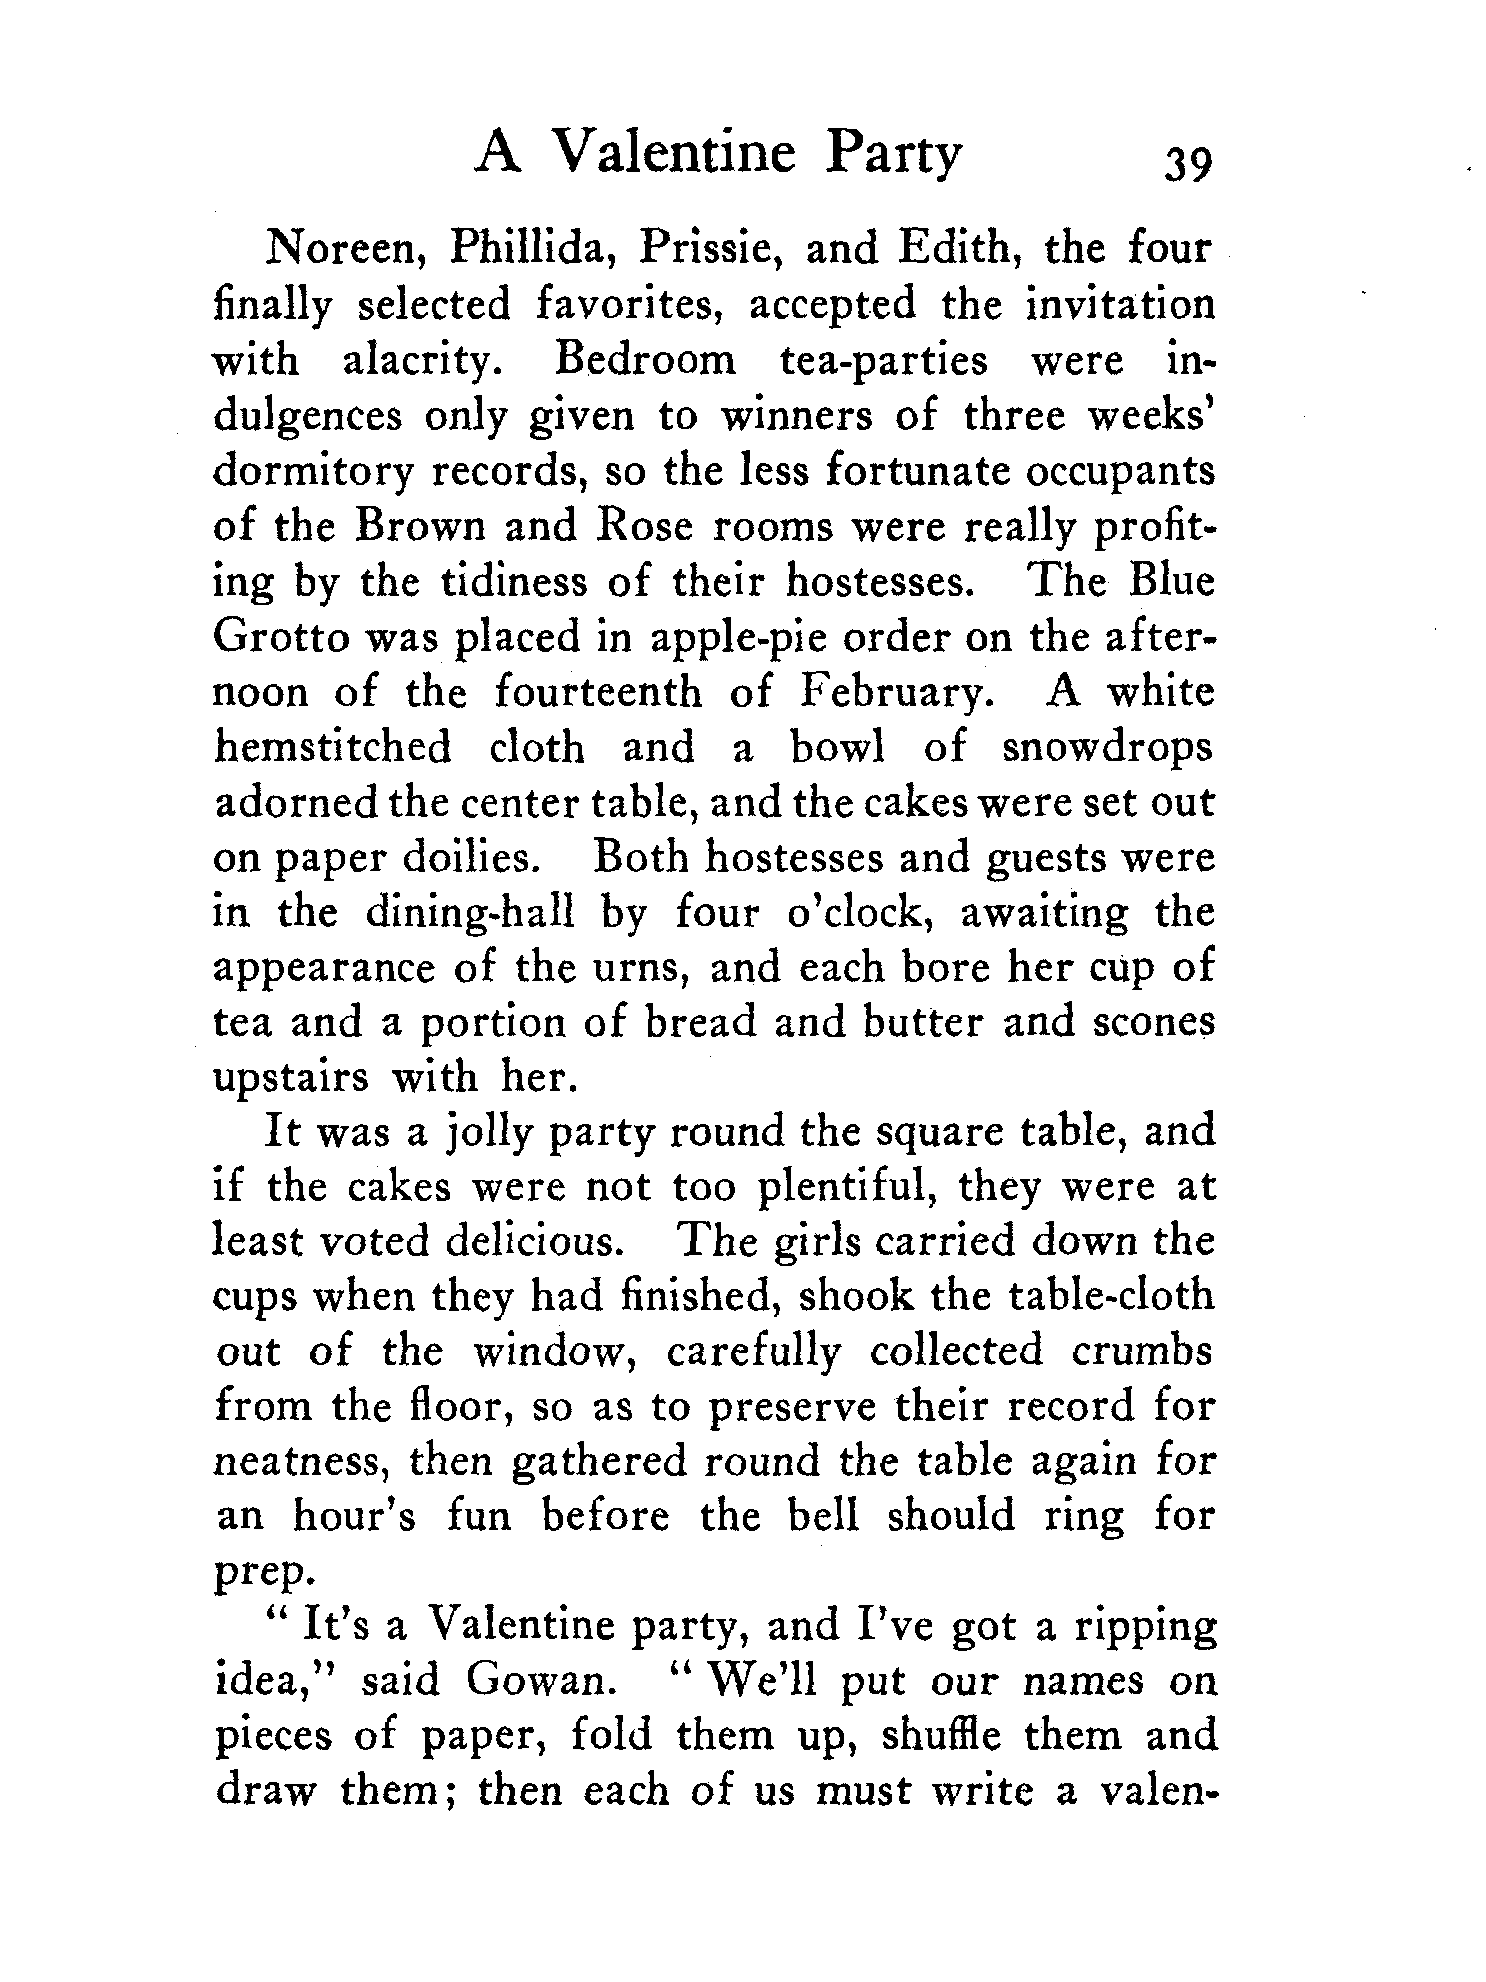 A Valentine Party 39
Noreen, Phillida, Prissie, and Edith, the four
finally selected favorites, accepted the invitation
with alacrity. Bedroom tea-parties were in-
dulgences only given to winners of three weeks'
dormitory records, so the less fortunate occupants
of the Brown and Rose rooms were really profit-
ing by the tidiness of their hostesses. The Blue
Grotto was placed in apple-pie order on the after-
noon of the fourteenth of February. A white
hemstitched cloth and a bowl of snowdrops
adorned the center table, and the cakes were set out
on paper doilies. Both hostesses and guests were
in the dining-hall by four o'clock, awaiting the
appearance of the urns, and each bore her cup of
tea and a portion of bread and butter and scones
upstairs with her.
It was a jolly party round the square table, and
if the cakes were not too plentiful, they were at
least voted delicious. The girls carried down the
cups when they had finished, shook the table-cloth
out of the window, carefully collected crumbs
from the floor, so as to preserve their record for
neatness, then gathered round the table again for
an hour's fun before the bell should ring for
prep.
" It's a Valentine party, and I've got a ripping
idea," said Gowan. " We'll put our names on
pieces of paper, fold them up, shuffle them and
draw them; then each of us must write a valen-